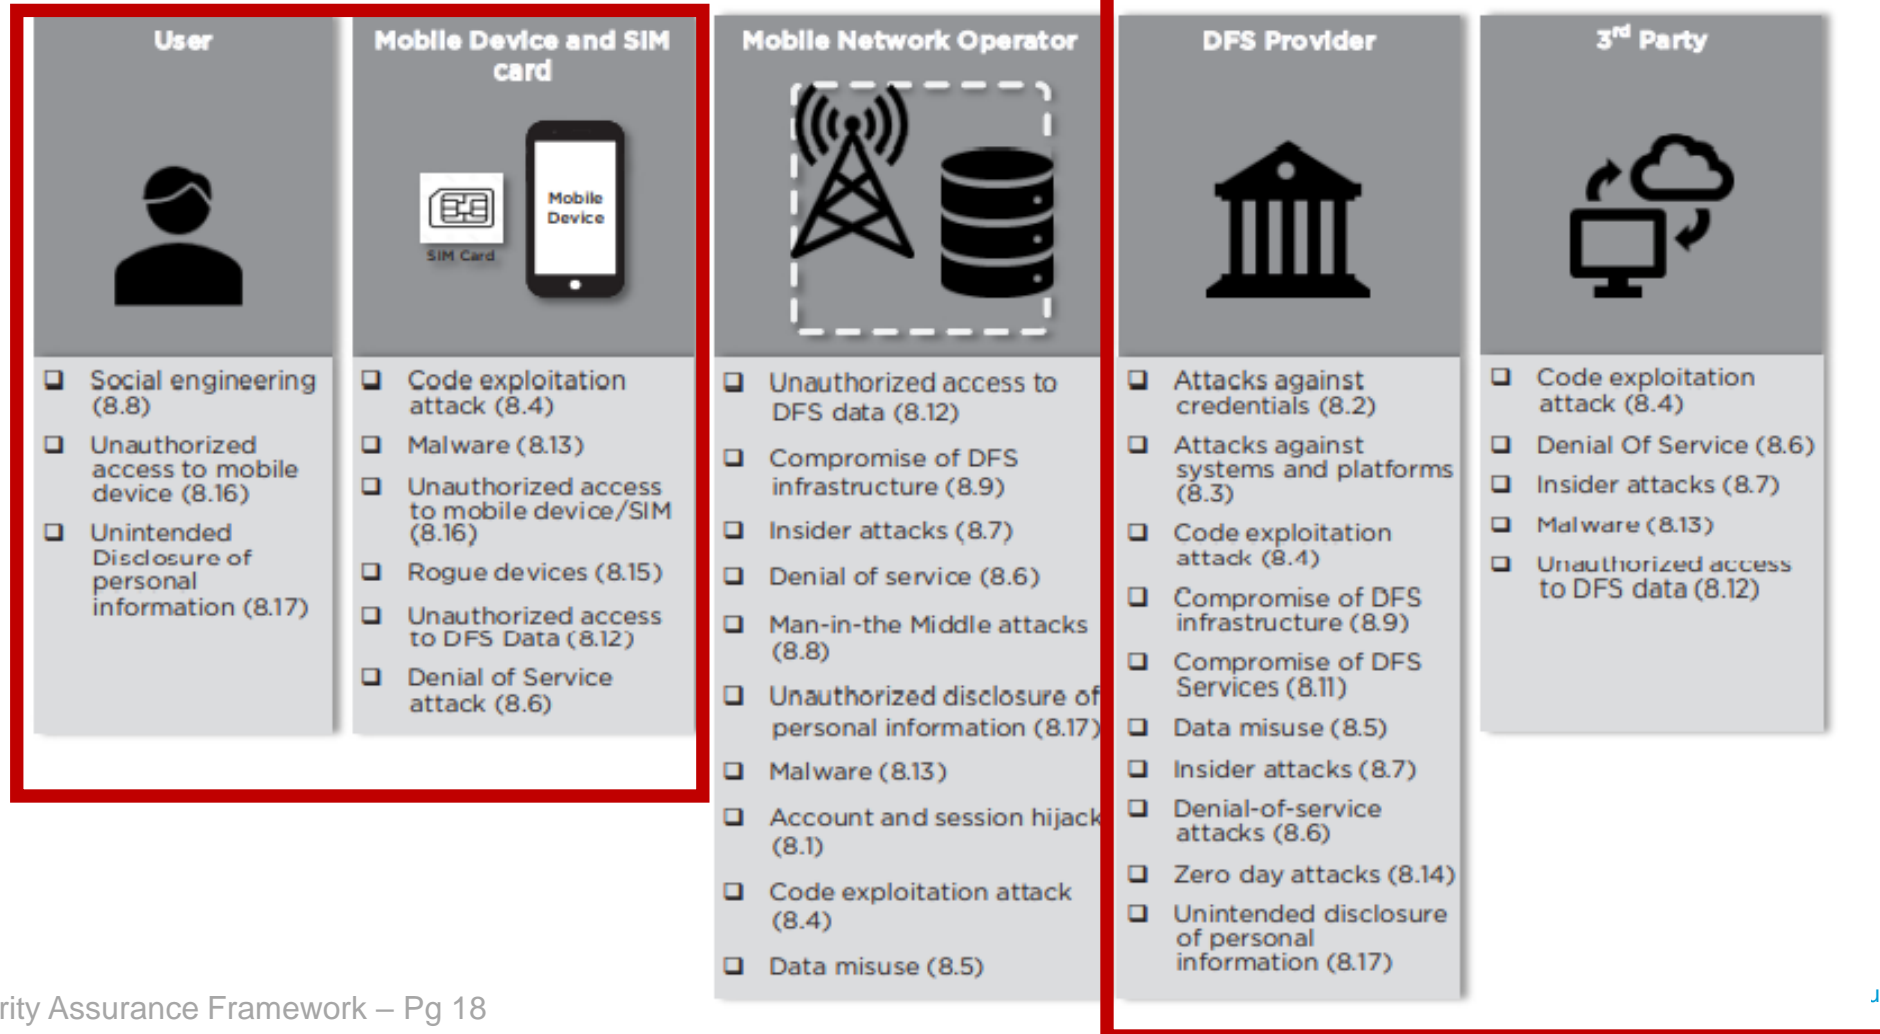 User
Social engineering
(8.8)
Unauthorized
access to mobile
device (8.16)
Unintended
Disclosure of
personal
information (8.17)
Mobile Device and SIM
card
SIM Card
Mobile
Device
Code exploitation
attack (8.4)
Malware (8.13)
Unauthorized access
to mobile device/SIM
(8.16)
Rogue devices (8.15)
Unauthorized access
to DFS Data (8.12)
Denial of Service
attack (8.6)
Mobile Network Operator
Unauthorized access to
DFS data (8.12)
Compromise of DFS
infrastructure (8.9)
Insider attacks (8.7)
Denial of service (8.6)
Man-in-the Middle attacks
(8.8)
Unauthorized disclosure of
personal information (8.17)
Malware (8.13)
Account and session hijack
(8.1)
Code exploitation attack
(8.4)
Data misuse (8.5)
DFS Provider
Attacks against
credentials (8.2)
Attacks against
systems and platforms
(8.3)
Code exploitation
attack (8.4)
Compromise of DFS
infrastructure (8.9)
Compromise of DFS
Services (8.11)
Data misuse (8.5)
Insider attacks (8.7)
Denial-of-service
attacks (8.6)
Zero day attacks (8.14)
Unintended disclosure
of personal
information (8.17)
3rd Party
Code exploitation
attack (8.4)
Denial Of Service (8.6)
Insider attacks (8.7)
Malware (8.13)
Unauthorized access
to DFS data (8.12)
rity Assurance Framework – Pg 18